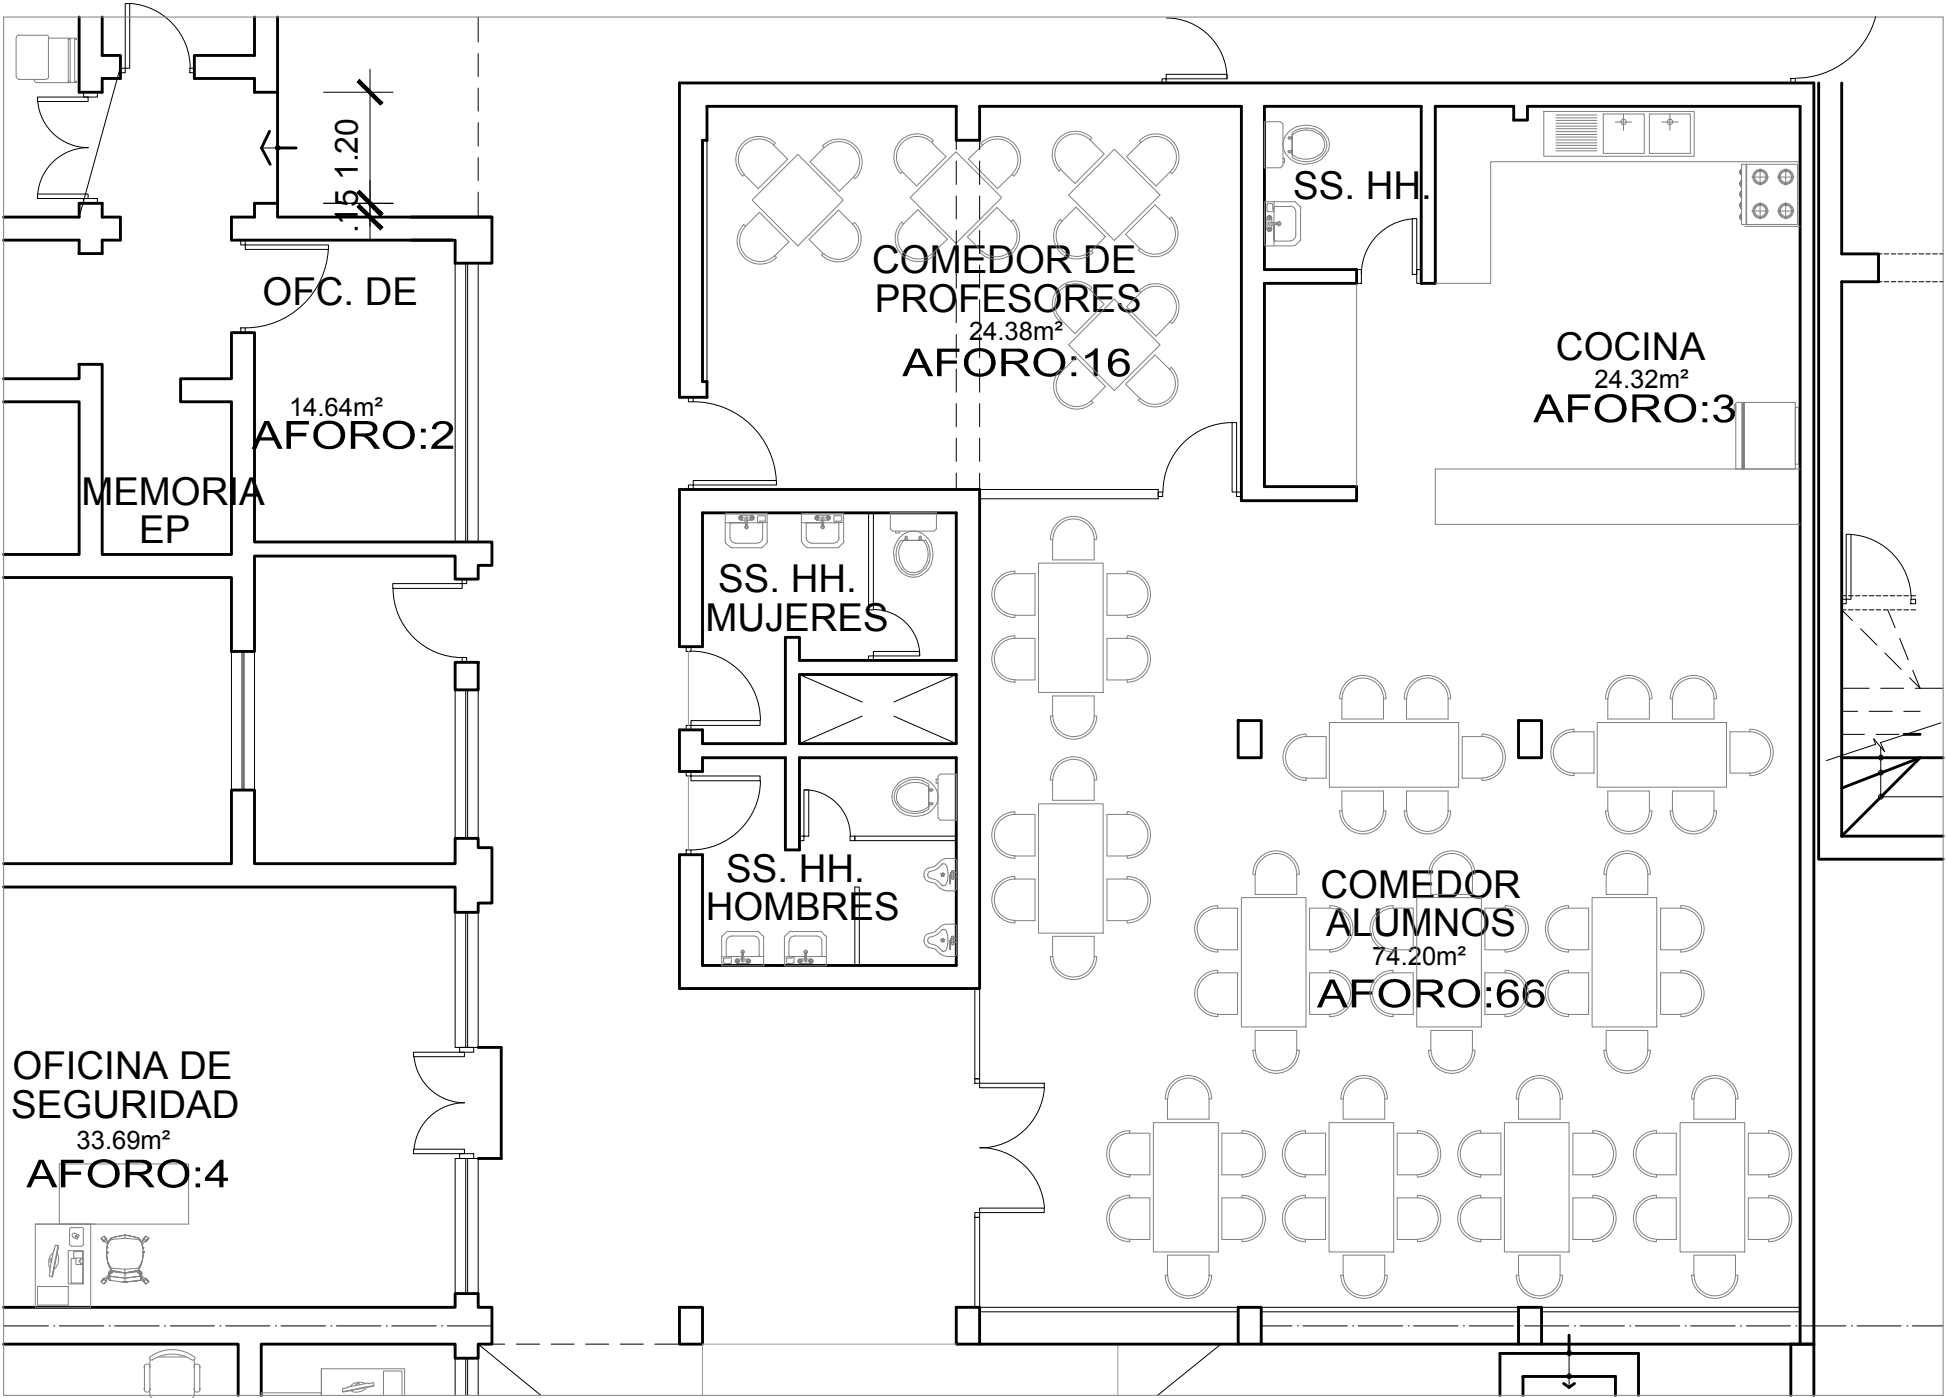 1.20
.15
OFC. DE
14.64m²
AFORO:2
MEMORIA
EP
COMEDOR DE
PROFESORES
24.38m²
AFORO:16
SS. HH.
COCINA
24.32m²
AFORO:3
SS. HH.
MUJERES
SS. HH.
HOMBRES
COMEDOR
ALUMNOS
74.20m²
AFORO:66
OFICINA DE
SEGURIDAD
33.69m²
AFORO:4